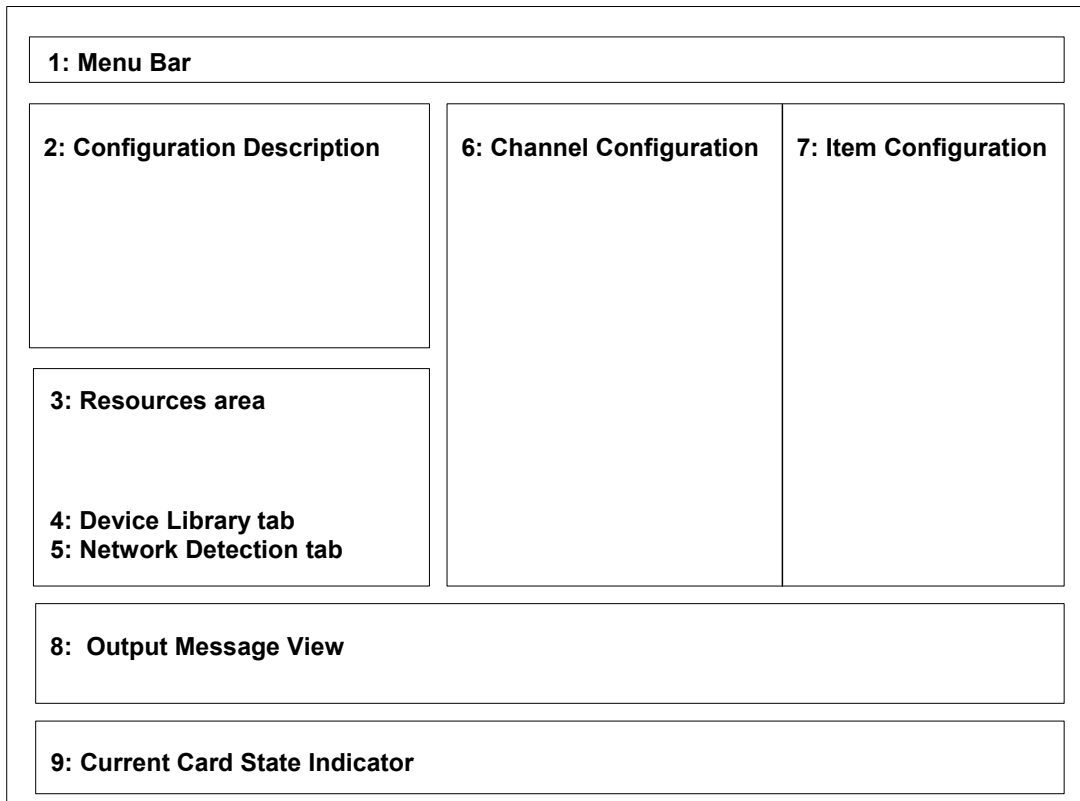 1: Menu Bar
2: Configuration Description
6: Channel Configuration
7: Item Configuration
3: Resources area
4: Device Library tab
5: Network Detection tab
8: Output Message View
9: Current Card State Indicator